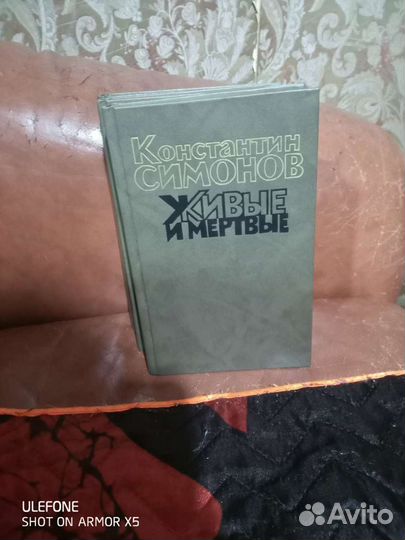 Константин
СИМОНОВ
ЖИВЫЕ
И МЕРТВЫЕ
ULEFONE
SHOT ON ARMOR X5
Avito